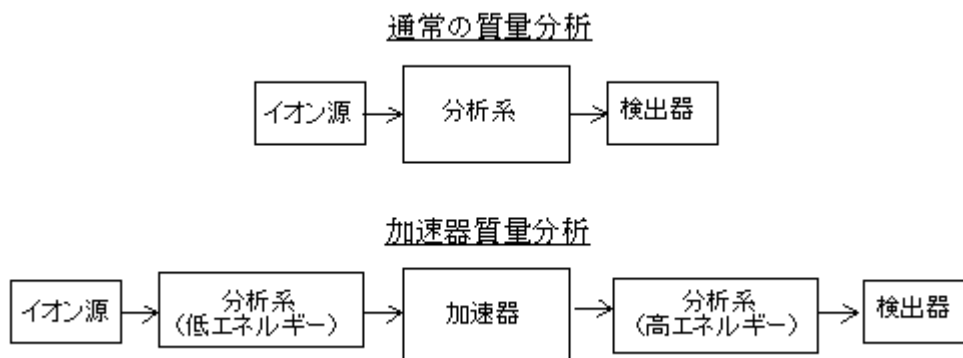 通常の質量分析
イオン源
分析系
検出器
加速器質量分析
イオン源
分析系
(低エネルギー)
加速器
分析系
(高エネルギー)
検出器